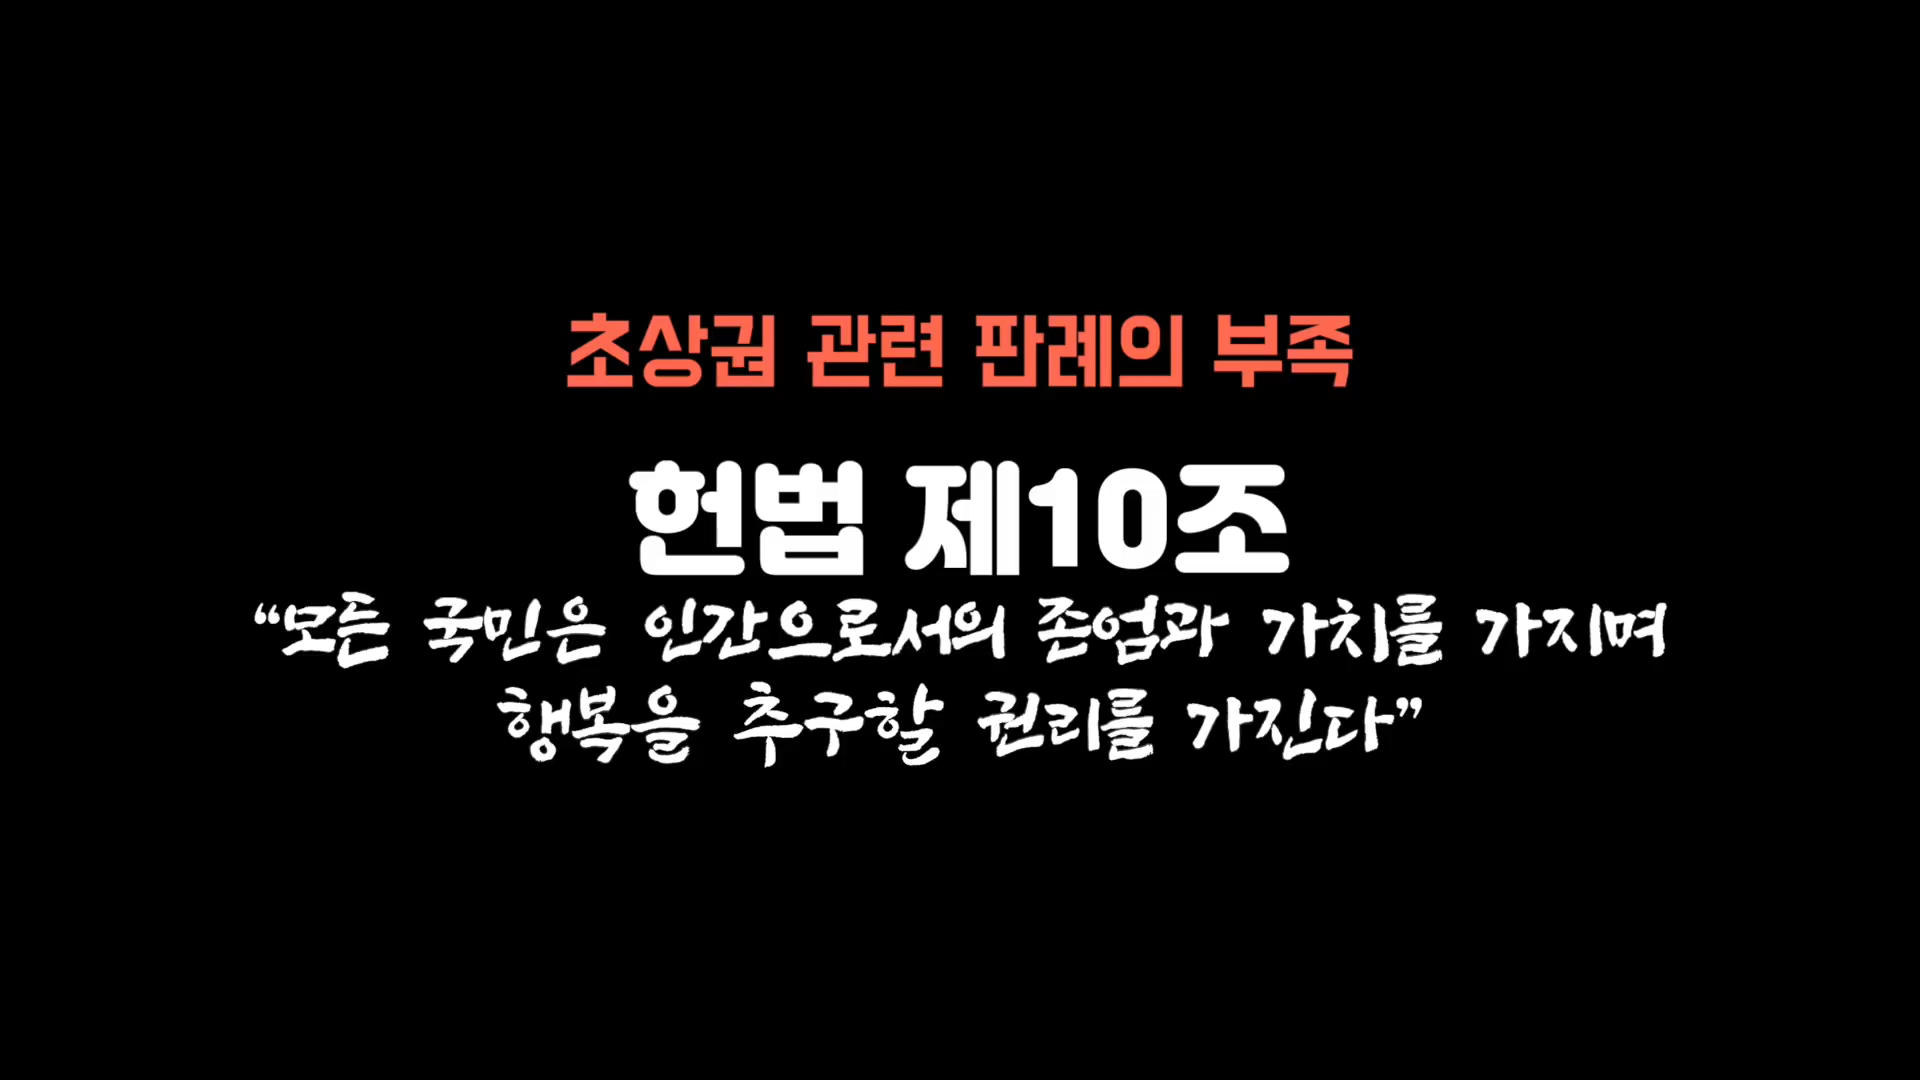 초상권 관련 판례의 부족
헌법 제10조
“모든 국민은 인간으로서의 존엄과 가치를 가지며
행복을 추구할 권리를 가진다”